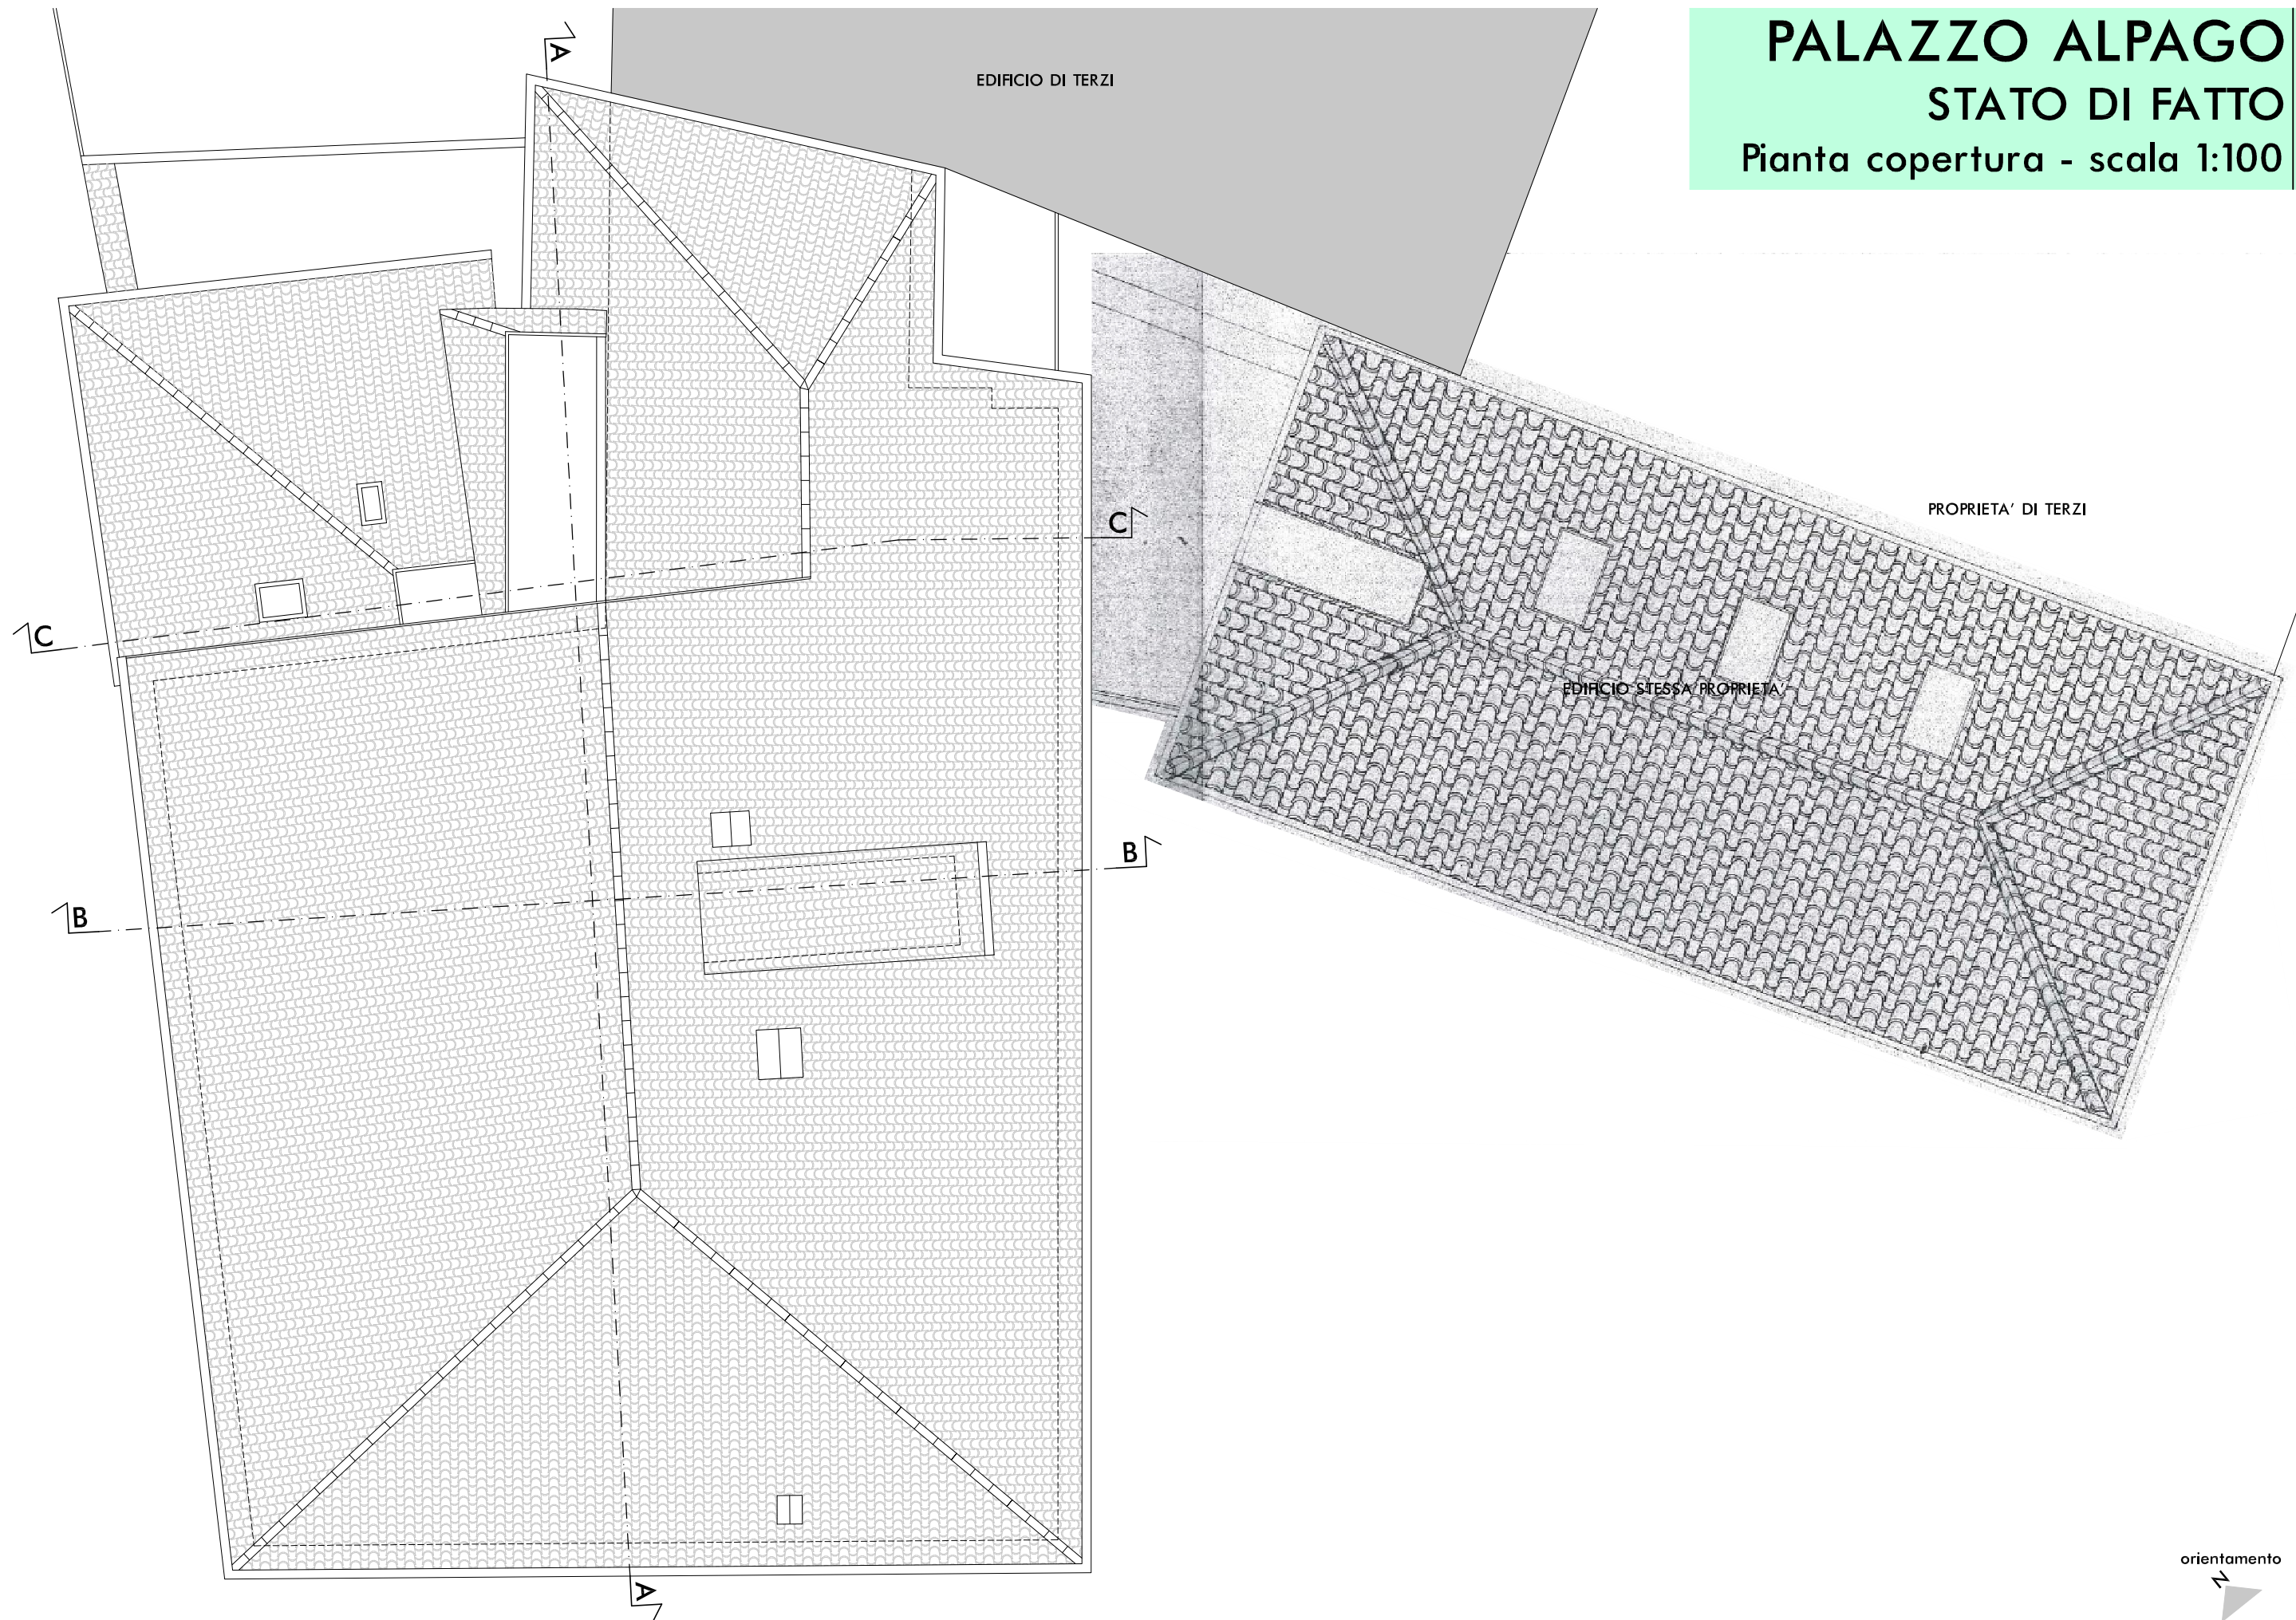 PALAZZO ALPAGO
STATO DI FATTO
Pianta copertura - scala 1:100
A
EDIFICIO DI TERZI
PROPRIETA' DI TERZI
C
C
EDIFICIO STESSA PROPRIETA'
B
B
A
orientamento
N